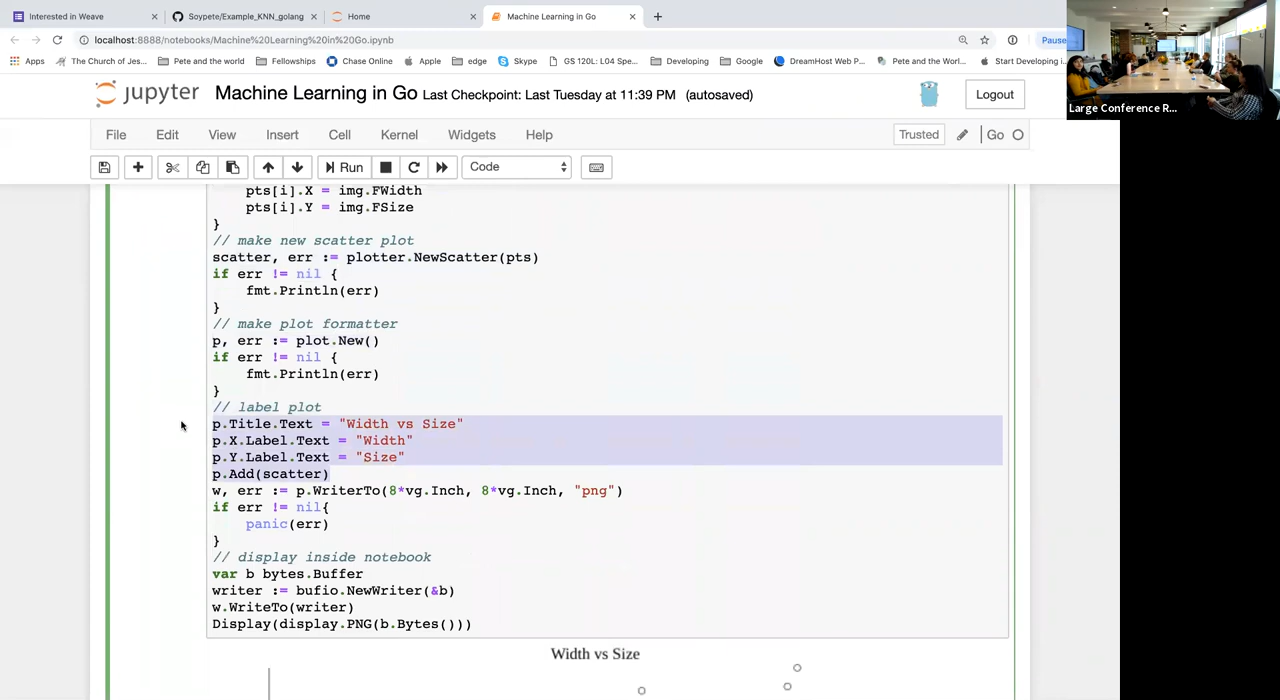 Interested in Weave
Soypete/Example_KNN_golang
Home
Machine Learning in Go
localhost:8888/notebooks/Machine%20Learning%20in%20Go.ipynb
Pause
Apps
The Church of Jes...
Pete and the world
Fellowships
Chase Online
Apple
edge
Skype
GS 120L: L04 Spe...
Developing
Google
DreamHost Web P...
Pete and the Worl...
Start Developing i...
Large Conference R...
jupyter Machine Learning in Go Last Checkpoint: Last Tuesday at 11:39 PM (autosaved)
Logout
File Edit View Insert Cell Kernel Widgets Help
Trusted
Go
Run
Code
pts[i].X = img.FWidth
pts[i].Y = img.FSize
}
// make new scatter plot
scatter, err := plotter.NewScatter(pts)
if err != nil {
fmt.Println(err)
}
// make plot formatter
p, err := plot.New()
if err != nil {
fmt.Println(err)
}
// label plot
p.Title.Text = "Width vs Size"
p.X.Label.Text = "Width"
p.Y.Label.Text = "Size"
p.Add(scatter)
w, err := p.WriterTo(8*vg.Inch, 8*vg.Inch, "png")
if err != nil{
panic(err)
}
// display inside notebook
var b bytes.Buffer
writer := bufio.NewWriter(&b)
w.WriteTo(writer)
Display(display.PNG(b.Bytes()))
Width vs Size